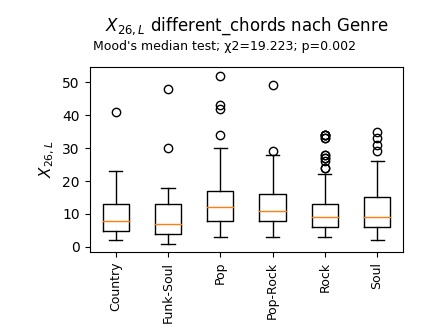 X26,L different_chords nach Genre
Mood's median test; χ2=19.223; p=0.002
X26,L
50
40
30
20
10
0
Country
Funk-Soul
Pop
Pop-Rock
Rock
Soul